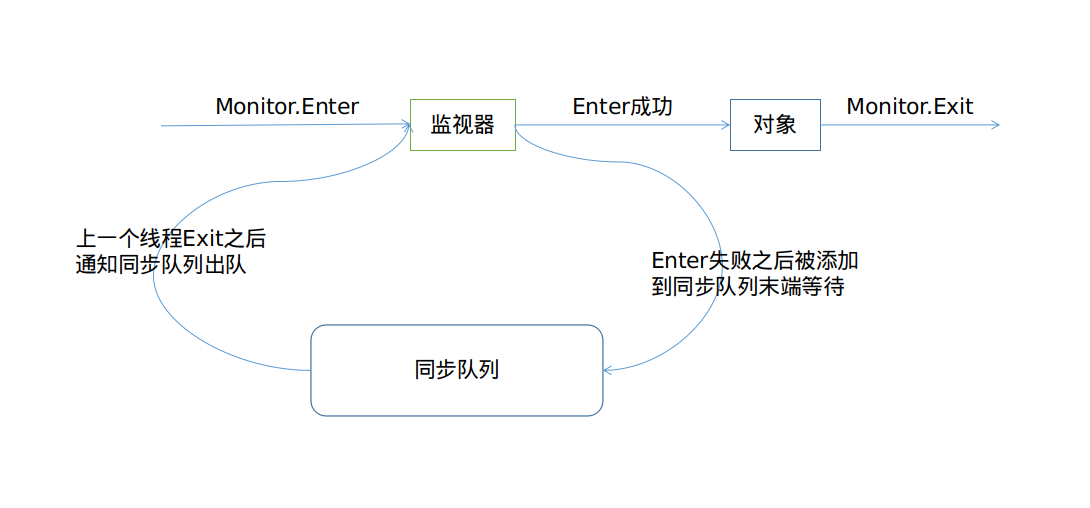 Monitor.Enter
监视器
Enter成功
对象
Monitor.Exit
上一个线程Exit之后
通知同步队列出队
Enter失败之后被添加
到同步队列末端等待
同步队列